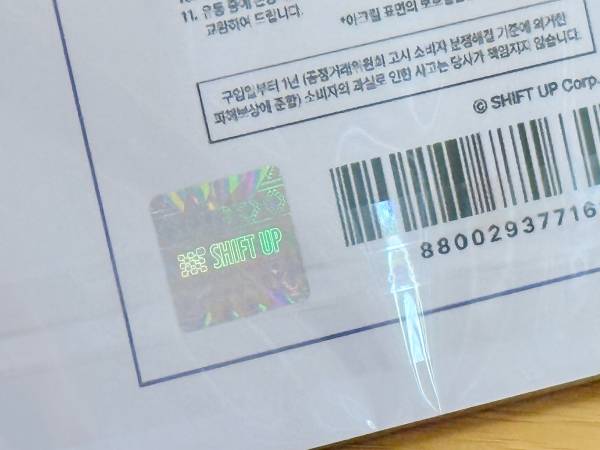 11. 유통 중에
교환하여 드립니다.
*아크릴 표면의
구입일부터 1년 (공정거래위원회 고시 소비자 분쟁해결 기준에 의거한
피해보상에 준함) 소비자의 과실로 인한 사고는 당사가 책임지지 않습니다.
© SHIFT UP Corp.
SHIFT UP
88002937716